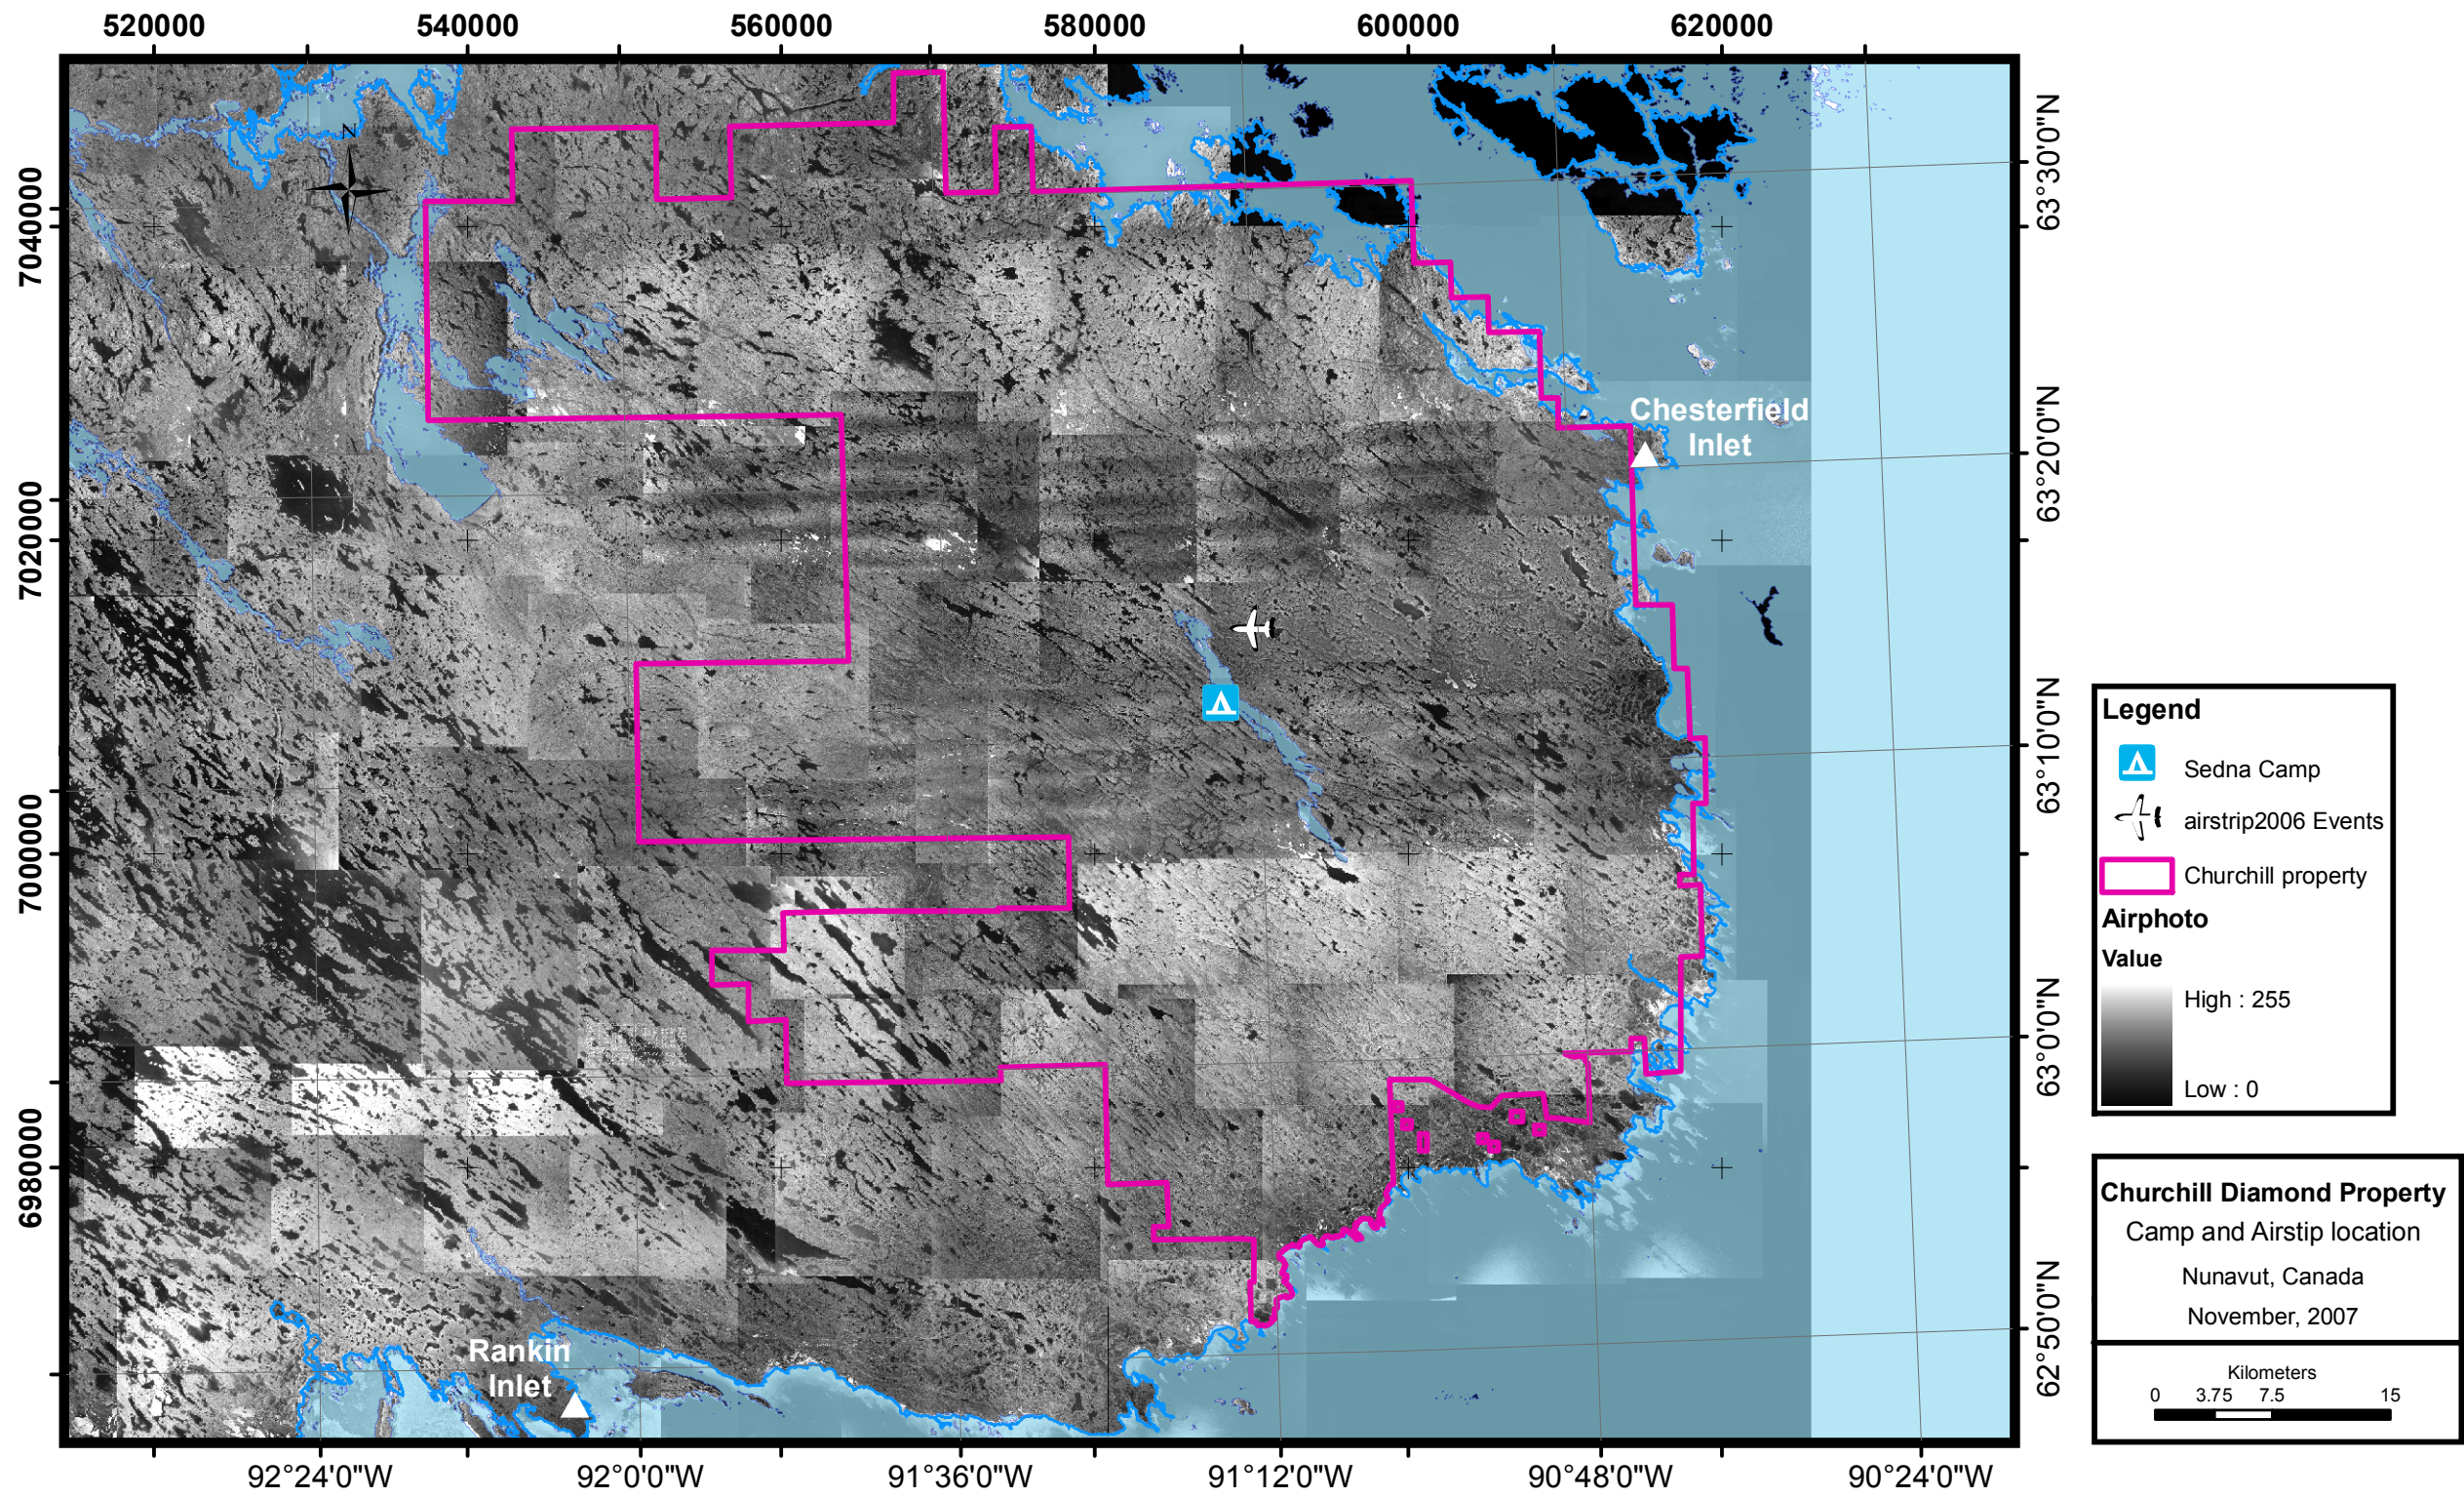 520000 540000 560000 580000 600000 620000
N
7040000
7020000
7000000
6980000
63°30'0"N
63°20'0"N
63°10'0"N
63°0'0"N
62°50'0"N
Chesterfield
Inlet
Rankin
Inlet
92°24'0"W 92°0'0"W 91°36'0"W 91°12'0"W 90°48'0"W 90°24'0"W
Legend
Sedna Camp
airstrip2006 Events
Churchill property
Airphoto
Value
High : 255
Low : 0
Churchill Diamond Property
Camp and Airstip location
Nunavut, Canada
November, 2007
Kilometers
0 3.75 7.5 15